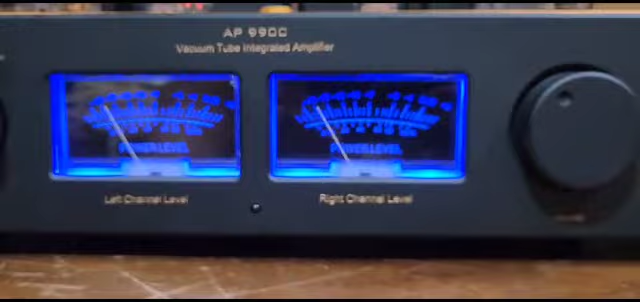 AP 990C
Vacuum Tube Integrated Amplifier
POWER LEVEL
POWER LEVEL
Left Channel Level
Right Channel Level